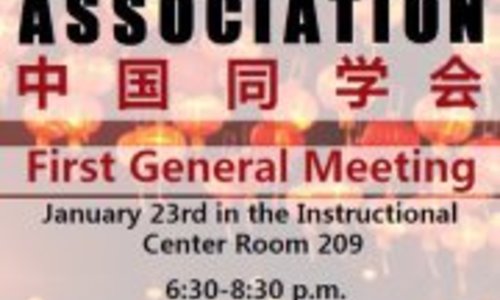 ASSOCIATION
中国同学会
First General Meeting
January 23rd in the Instructional
Center Room 209
6:30-8:30 p.m.